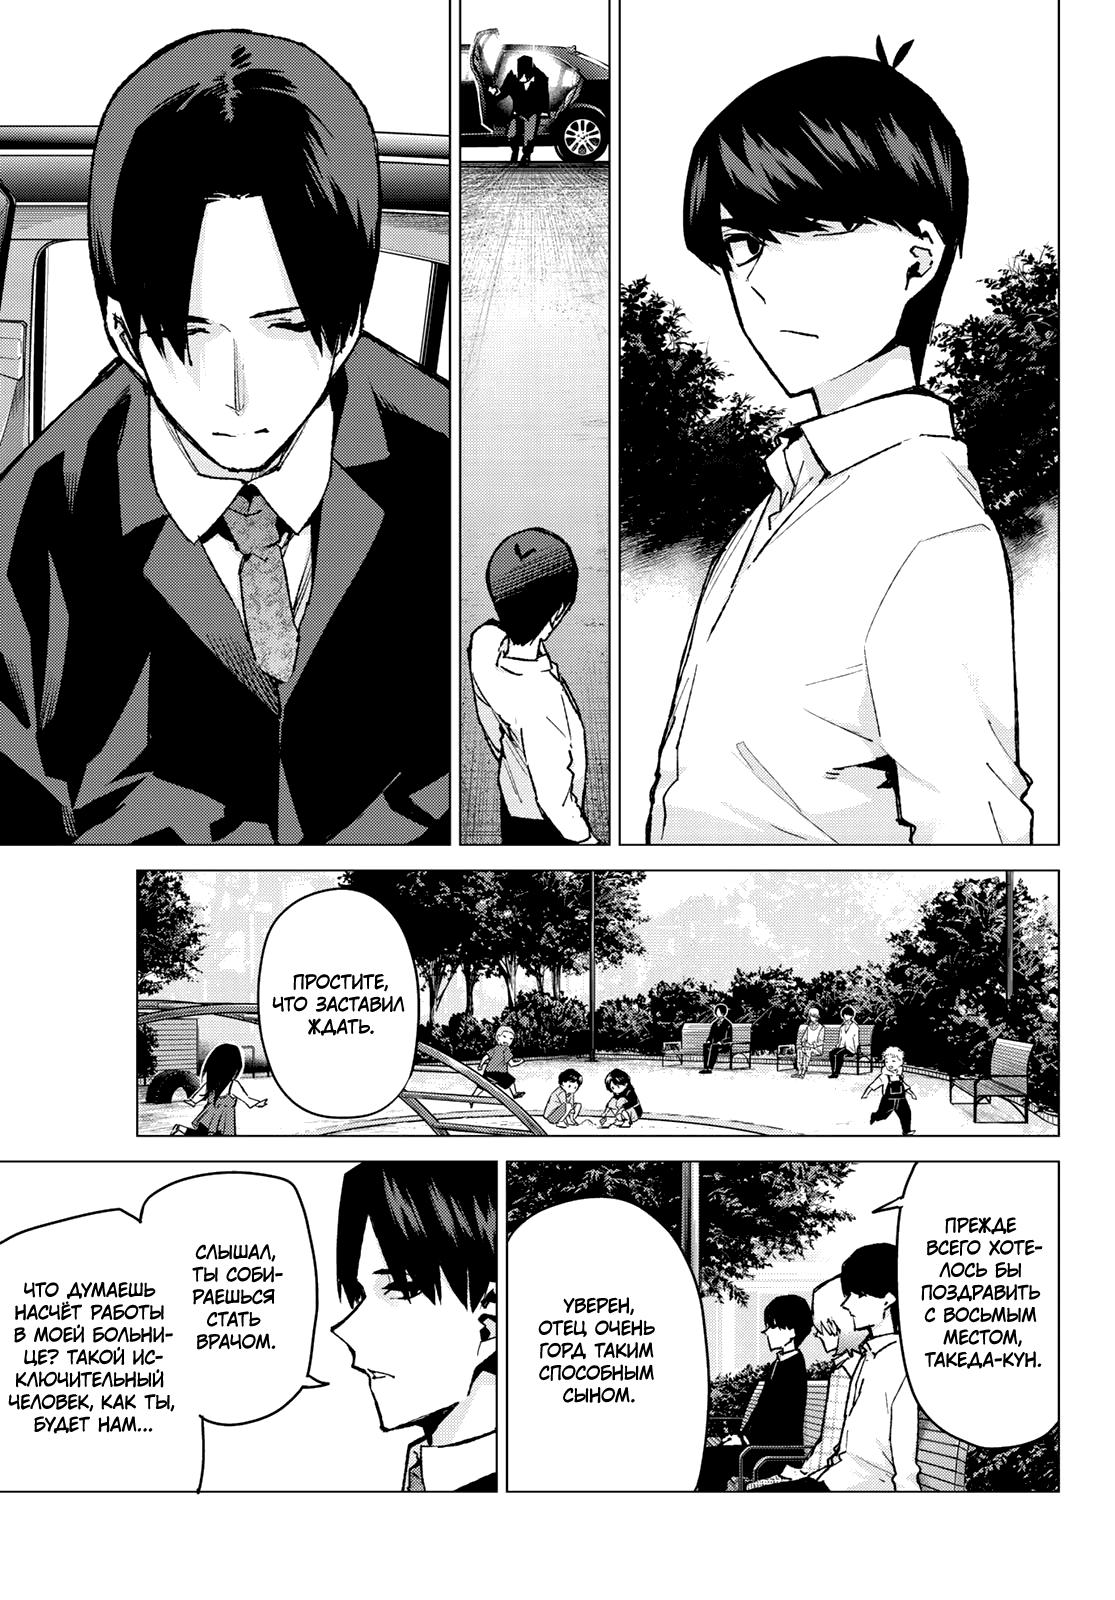 ПРОСТИТЕ,
ЧТО ЗАСТАВИЛ
ЖДАТЬ.
ПРЕЖДЕ
ВСЕГО ХОТЕ-
ЛОСЬ БЫ
ПОЗДРАВИТЬ
С ВОСЬМЫМ
МЕСТОМ,
ТАКЕДА-КУН.
УВЕРЕН,
ОТЕЦ ОЧЕНЬ
ГОРД ТАКИМ
СПОСОБНЫМ
СЫНОМ.
СЛЫШАЛ,
ТЫ СОБИ-
РАЕШЬСЯ
СТАТЬ
ВРАЧОМ.
ЧТО ДУМАЕШЬ
НАСЧЁТ РАБОТЫ
В МОЕЙ БОЛЬНИ-
ЦЕ? ТАКОЙ ИС-
КЛЮЧИТЕЛЬНЫЙ
ЧЕЛОВЕК, КАК ТЫ,
БУДЕТ НАМ...